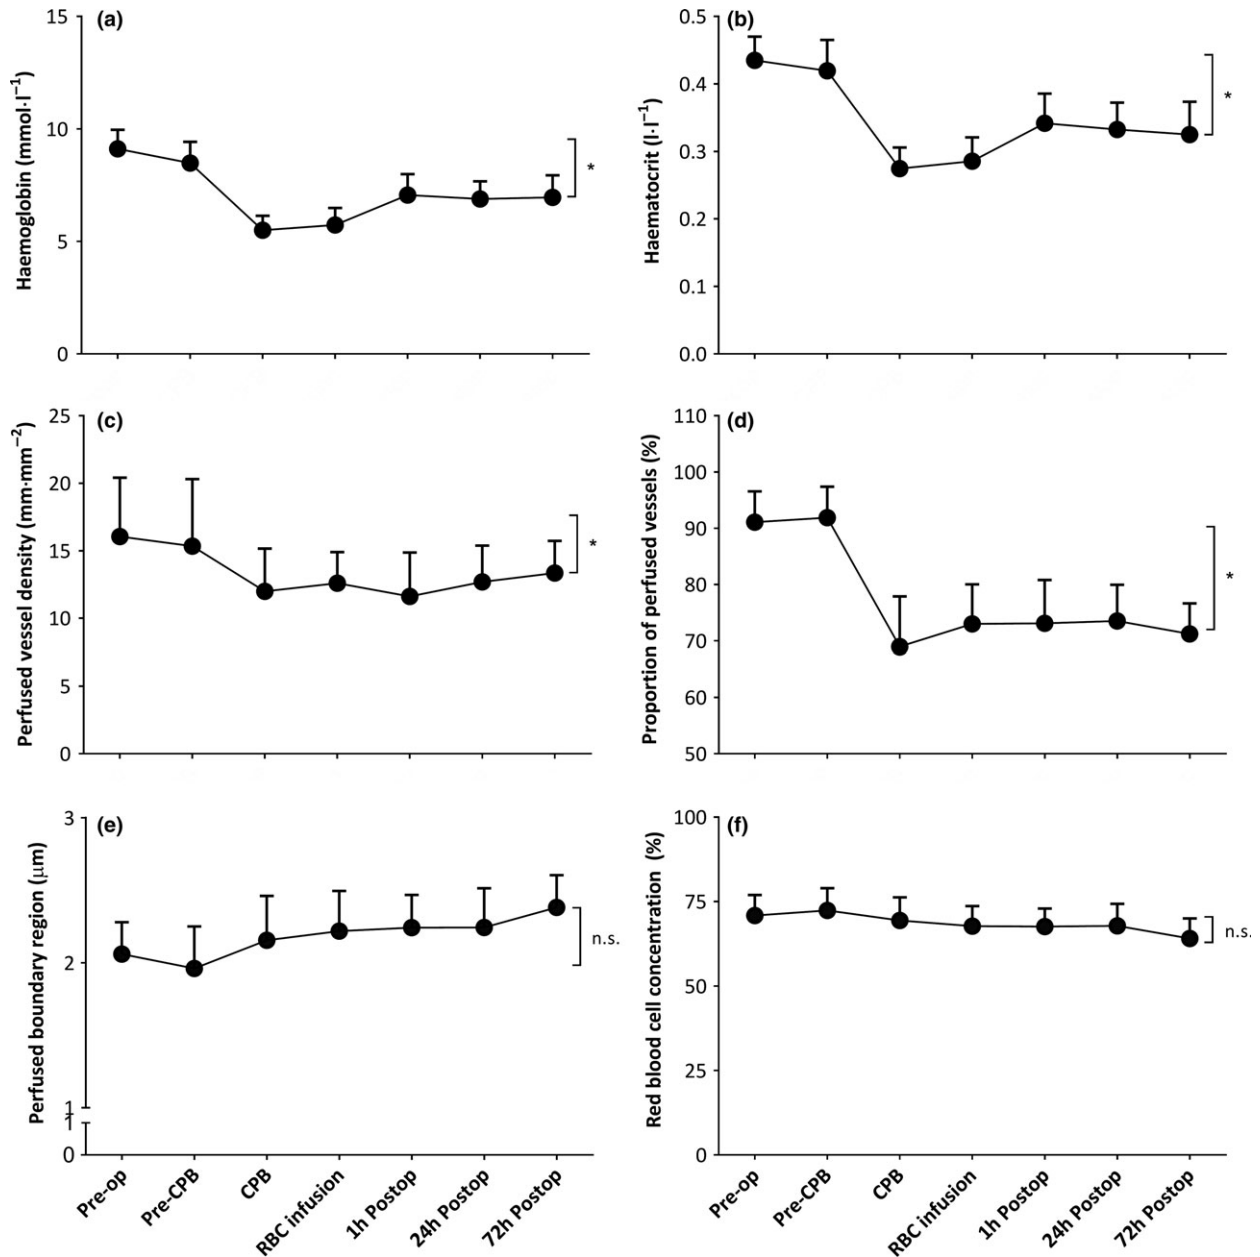 (a)
Haemoglobin (mmol·l⁻¹)
15
10
5
0
*
(b)
Haematocrit (l·l⁻¹)
0.5
0.4
0.3
0.2
0.1
0.0
*
(c)
Perfused vessel density (mm·mm⁻²)
25
20
15
10
5
0
*
(d)
Proportion of perfused vessels (%)
110
100
90
80
70
60
50
*
(e)
Perfused boundary region (μm)
3
2
1
1
0
n.s.
Pre-op
Pre-CPB
CPB
RBC infusion
1h Postop
24h Postop
72h Postop
(f)
Red blood cell concentration (%)
100
75
50
25
0
n.s.
Pre-op
Pre-CPB
CPB
RBC infusion
1h Postop
24h Postop
72h Postop